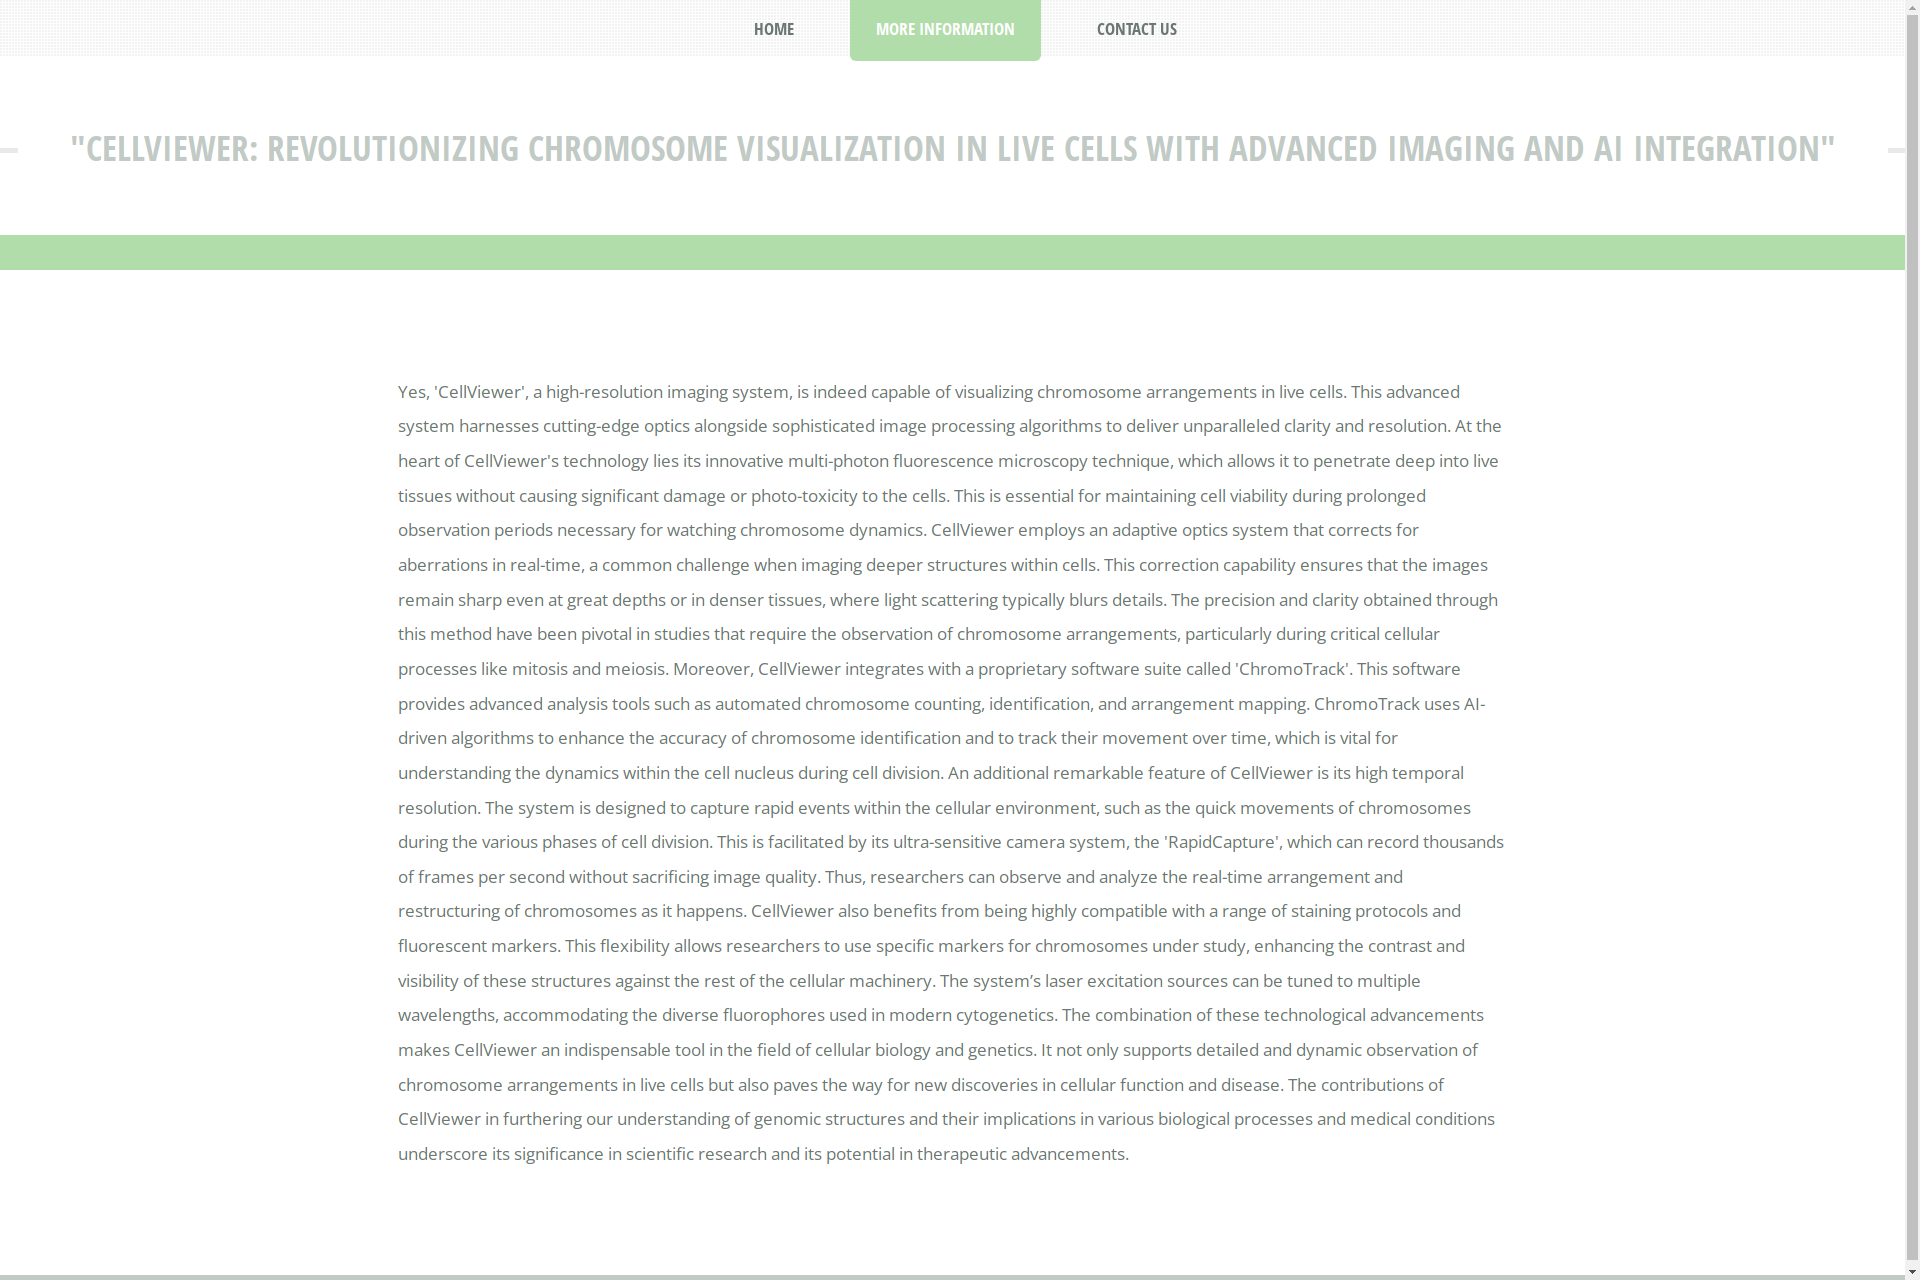 HOME
MORE INFORMATION
CONTACT US
"CELLVIEWER: REVOLUTIONIZING CHROMOSOME VISUALIZATION IN LIVE CELLS WITH ADVANCED IMAGING AND AI INTEGRATION"
Yes, 'CellViewer', a high-resolution imaging system, is indeed capable of visualizing chromosome arrangements in live cells. This advanced
system harnesses cutting-edge optics alongside sophisticated image processing algorithms to deliver unparalleled clarity and resolution. At the
heart of CellViewer's technology lies its innovative multi-photon fluorescence microscopy technique, which allows it to penetrate deep into live
tissues without causing significant damage or photo-toxicity to the cells. This is essential for maintaining cell viability during prolonged
observation periods necessary for watching chromosome dynamics. CellViewer employs an adaptive optics system that corrects for
aberrations in real-time, a common challenge when imaging deeper structures within cells. This correction capability ensures that the images
remain sharp even at great depths or in denser tissues, where light scattering typically blurs details. The precision and clarity obtained through
this method have been pivotal in studies that require the observation of chromosome arrangements, particularly during critical cellular
processes like mitosis and meiosis. Moreover, CellViewer integrates with a proprietary software suite called 'ChromoTrack'. This software
provides advanced analysis tools such as automated chromosome counting, identification, and arrangement mapping. ChromoTrack uses AI-
driven algorithms to enhance the accuracy of chromosome identification and to track their movement over time, which is vital for
understanding the dynamics within the cell nucleus during cell division. An additional remarkable feature of CellViewer is its high temporal
resolution. The system is designed to capture rapid events within the cellular environment, such as the quick movements of chromosomes
during the various phases of cell division. This is facilitated by its ultra-sensitive camera system, the 'RapidCapture', which can record thousands
of frames per second without sacrificing image quality. Thus, researchers can observe and analyze the real-time arrangement and
restructuring of chromosomes as it happens. CellViewer also benefits from being highly compatible with a range of staining protocols and
fluorescent markers. This flexibility allows researchers to use specific markers for chromosomes under study, enhancing the contrast and
visibility of these structures against the rest of the cellular machinery. The system’s laser excitation sources can be tuned to multiple
wavelengths, accommodating the diverse fluorophores used in modern cytogenetics. The combination of these technological advancements
makes CellViewer an indispensable tool in the field of cellular biology and genetics. It not only supports detailed and dynamic observation of
chromosome arrangements in live cells but also paves the way for new discoveries in cellular function and disease. The contributions of
CellViewer in furthering our understanding of genomic structures and their implications in various biological processes and medical conditions
underscore its significance in scientific research and its potential in therapeutic advancements.